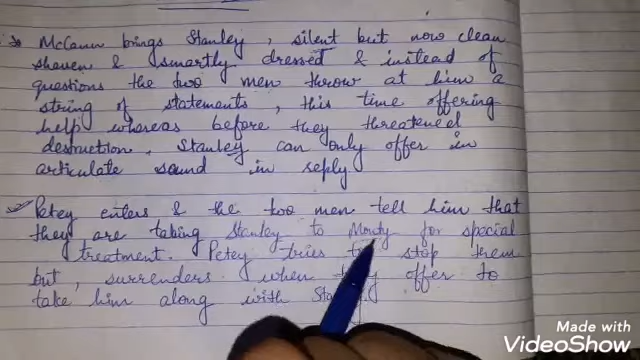 McCann brings Stanley, silent but now clean
shaven & smartly dressed & instead of
questions the two men throw at him a
string of statements, this time offering
help whereas before they threatened
destruction. Stanley can only offer in
articulate sound in reply
Petey enters & the two men tell him that
they are taking Stanley to Monty for special
treatment. Petey tries to stop them
but, surrenders when they offer to
take him along with
Made with
VideoShow